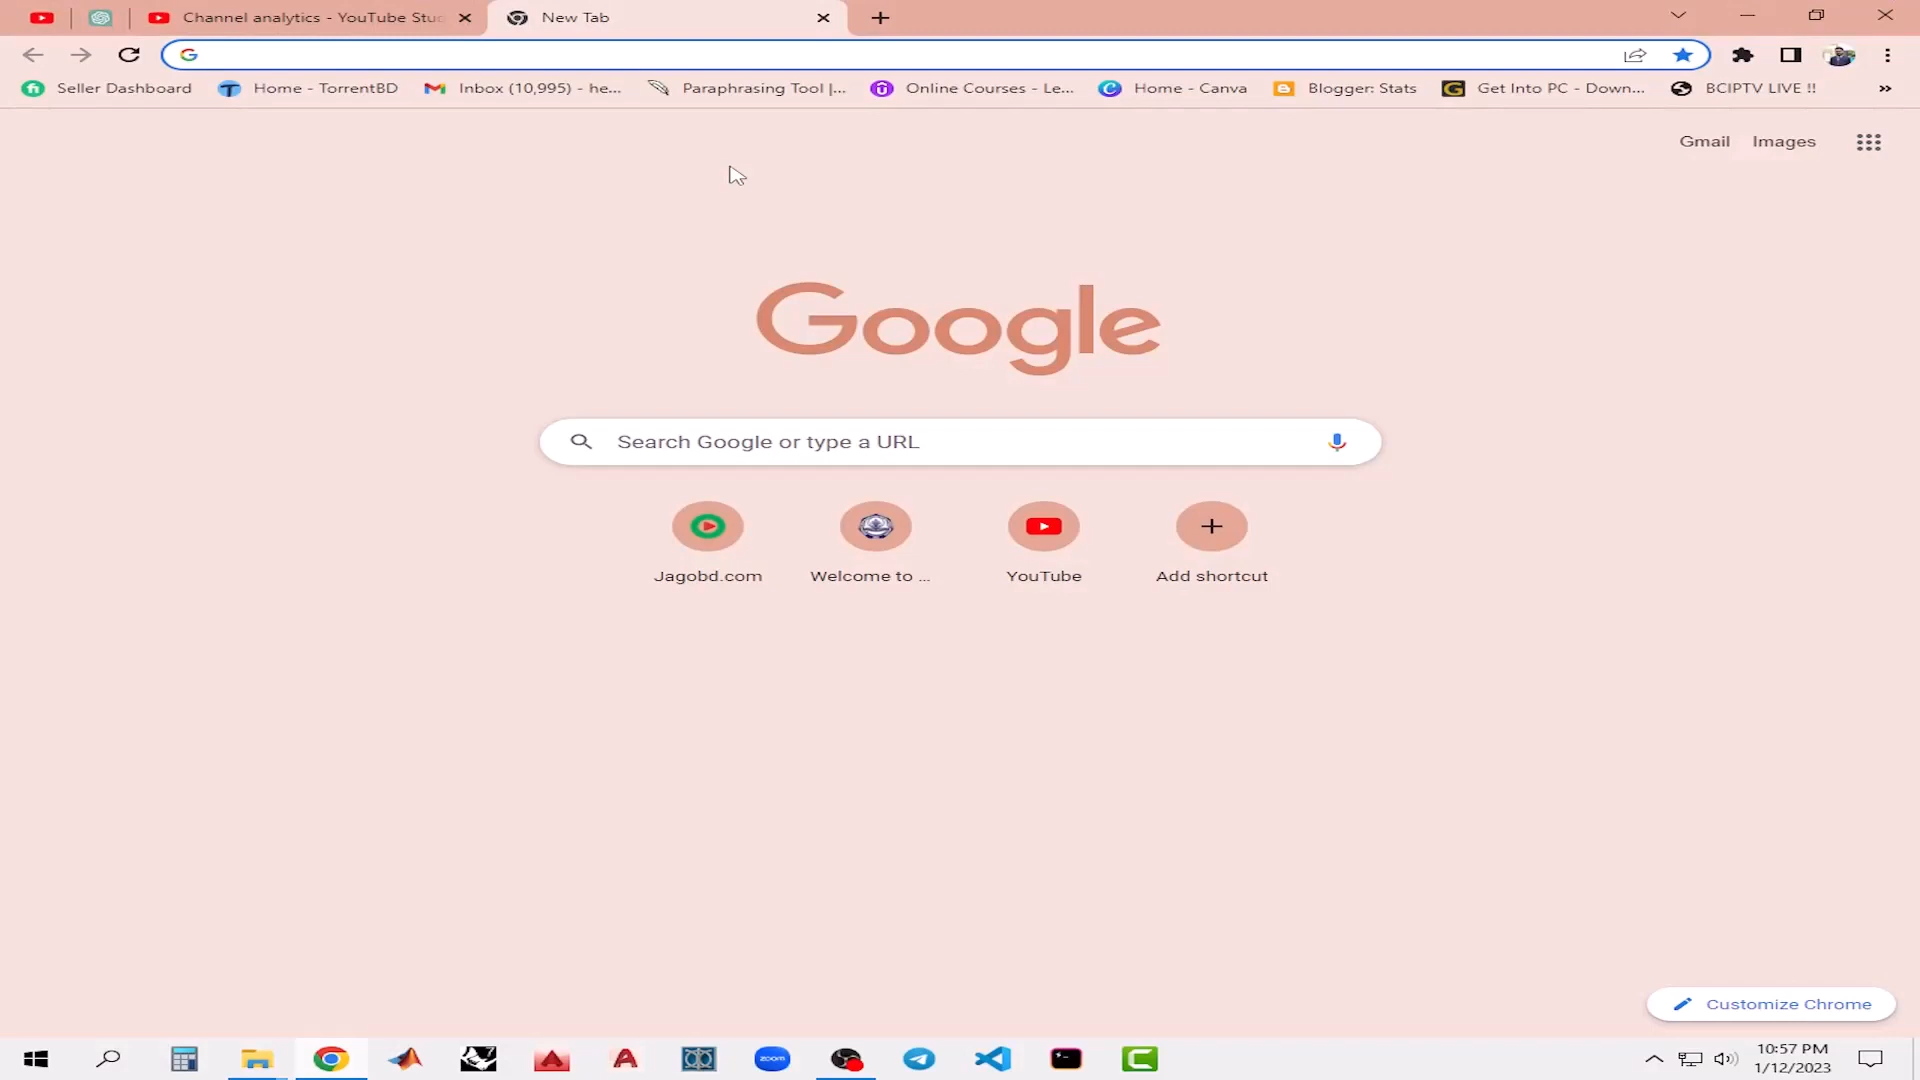 Channel analytics - YouTube Stu
New Tab
Seller Dashboard
Home - TorrentBD
Inbox (10,995) - he...
Paraphrasing Tool |...
Online Courses - Le...
Home - Canva
Blogger: Stats
Get Into PC - Down...
BCIPTV LIVE !!
Gmail
Images
Google
Search Google or type a URL
Jagobd.com
Welcome to ...
YouTube
Add shortcut
Customize Chrome
zoom
10:57 PM
1/12/2023